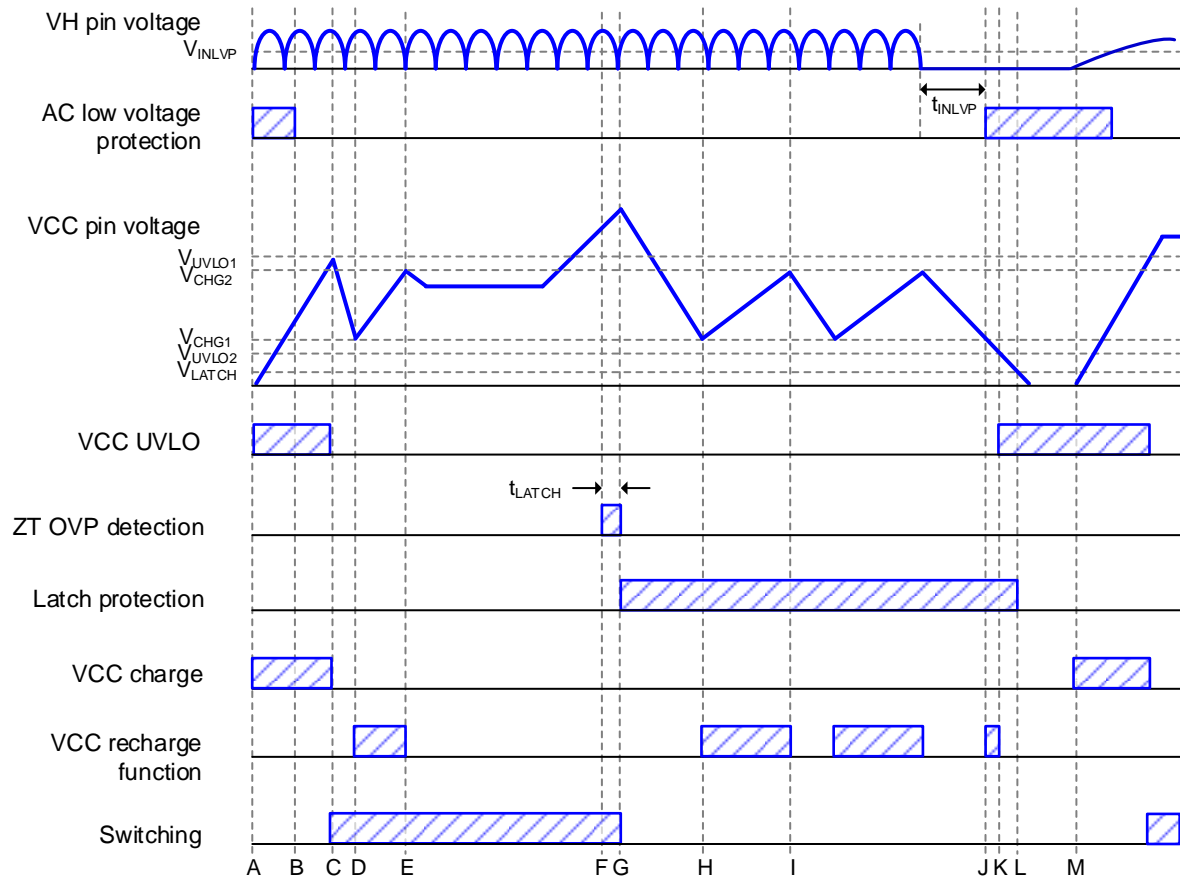 VH pin voltage
VINLVP
tINLVP
AC low voltage
protection
VCC pin voltage
VUVLO1
VCHG2
VCHG1
VUVLO2
VLATCH
VCC UVLO
tLATCH
ZT OVP detection
Latch protection
VCC charge
VCC recharge
function
Switching
A B C D E F G H I J K L M